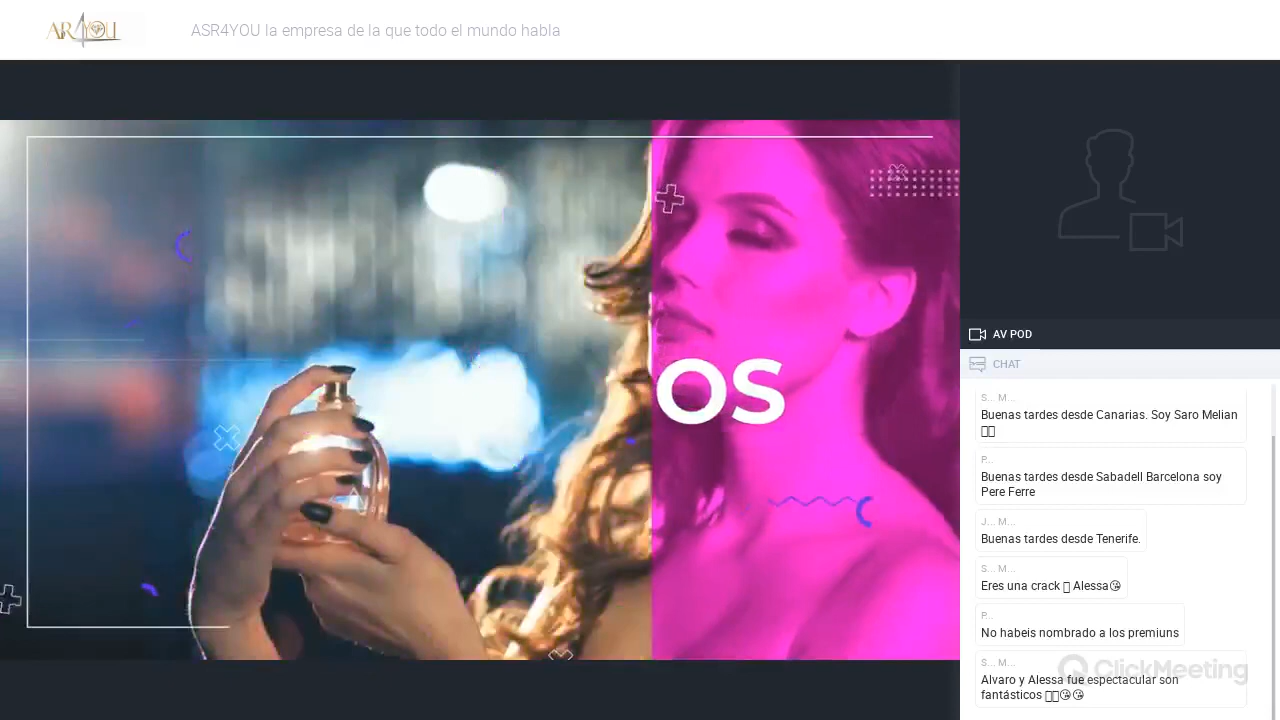 AR4YOU
ASR4YOU la empresa de la que todo el mundo habla
OS
AV POD
CHAT
S... M...
Buenas tardes desde Canarias. Soy Saro Melian
P...
Buenas tardes desde Sabadell Barcelona soy
Pere Ferre
J... M...
Buenas tardes desde Tenerife.
S... M...
Eres una crack Alessa😘
P...
No habeis nombrado a los premiuns
S... M...
Alvaro y Alessa fue espectacular son
fantásticos 😘😘
ClickMeeting